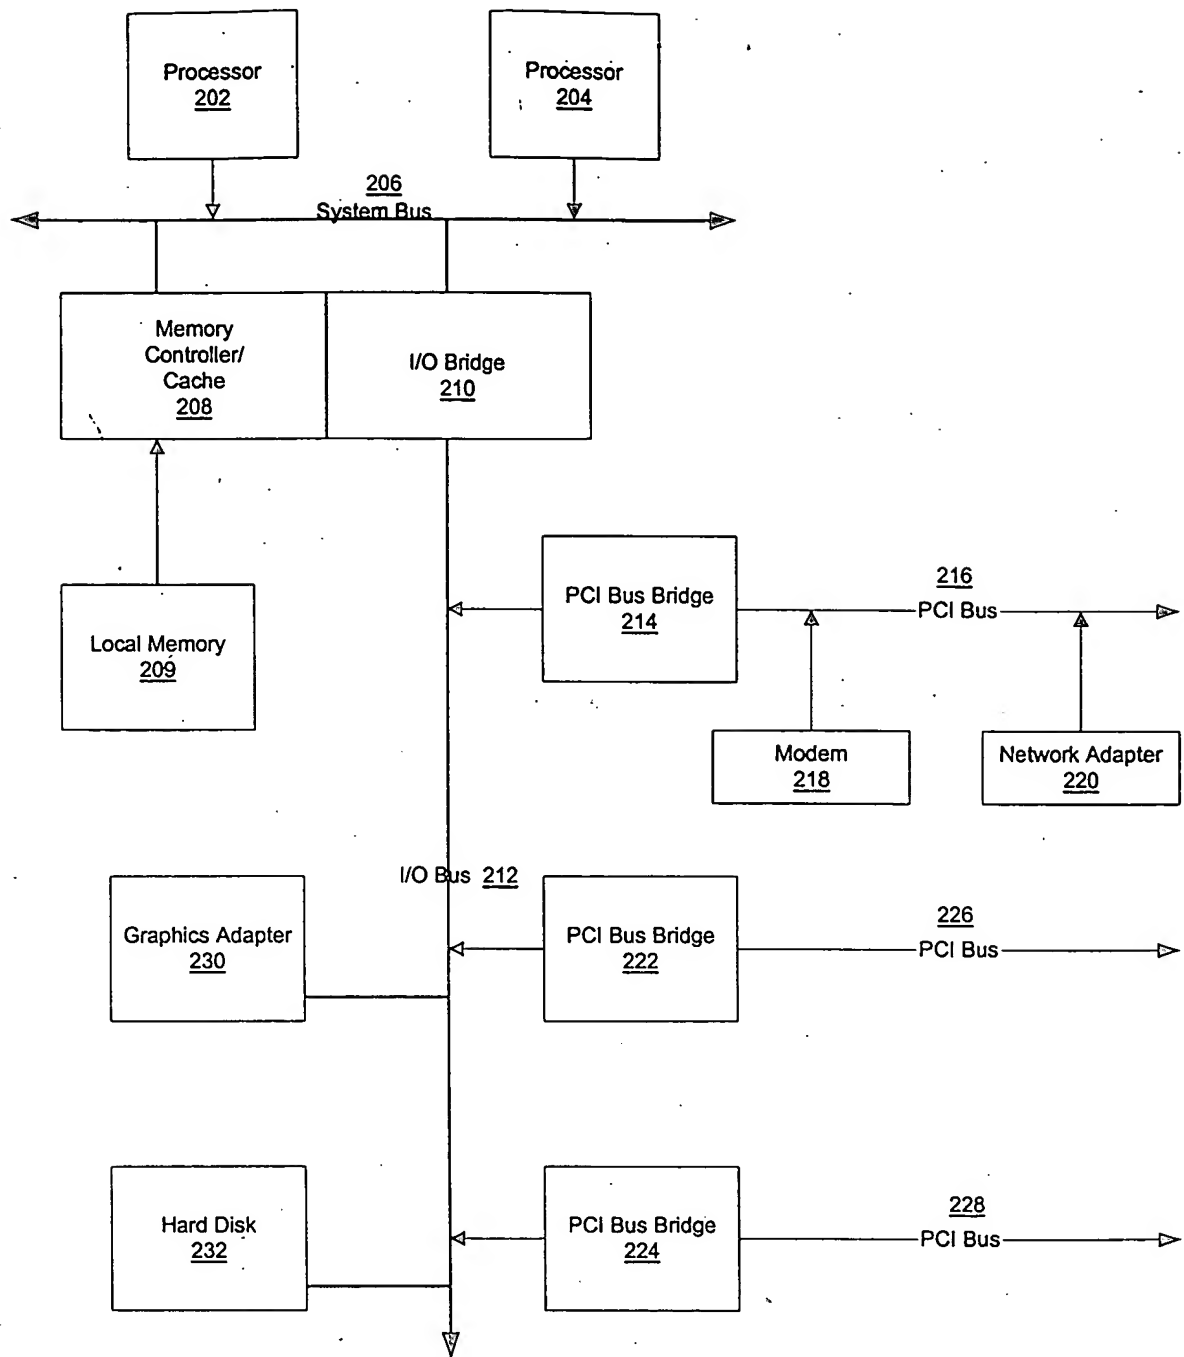 Processor
202
Processor
204
206
System Bus
Memory
Controller/
Cache
208
I/O Bridge
210
PCI Bus Bridge
214
216
PCI Bus
Local Memory
209
Modem
218
Network Adapter
220
I/O Bus 212
Graphics Adapter
230
PCI Bus Bridge
222
226
PCI Bus
Hard Disk
232
PCI Bus Bridge
224
228
PCI Bus